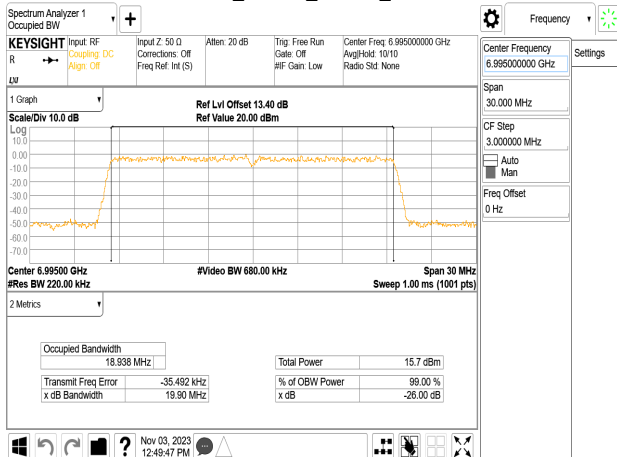 Spectrum Analyzer 1
Occupied BW
Frequency
KEYSIGHT
R
Input: RF
Coupling: DC
Align: Off
Input Z: 50 Ω
Corrections: Off
Freq Ref: Int (S)
Atten: 20 dB
Trig: Free Run
Gate: Off
#IF Gain: Low
Center Freq: 6.995000000 GHz
Avg|Hold: 10/10
Radio Std: None
Center Frequency
6.995000000 GHz
Settings
Span
30.000 MHz
CF Step
3.000000 MHz
Auto
Man
Freq Offset
0 Hz
1 Graph
Scale/Div 10.0 dB
Ref Lvl Offset 13.40 dB
Ref Value 20.00 dBm
Log
10.0
0.00
-10.0
-20.0
-30.0
-40.0
-50.0
-60.0
-70.0
Center 6.99500 GHz
#Video BW 680.00 kHz
Span 30 MHz
#Res BW 220.00 kHz
Sweep 1.00 ms (1001 pts)
2 Metrics
Occupied Bandwidth
18.938 MHz
Total Power 15.7 dBm
Transmit Freq Error -35.492 kHz
% of OBW Power 99.00 %
x dB Bandwidth 19.90 MHz
x dB -26.00 dB
?
Nov 03, 2023
12:49:47 PM